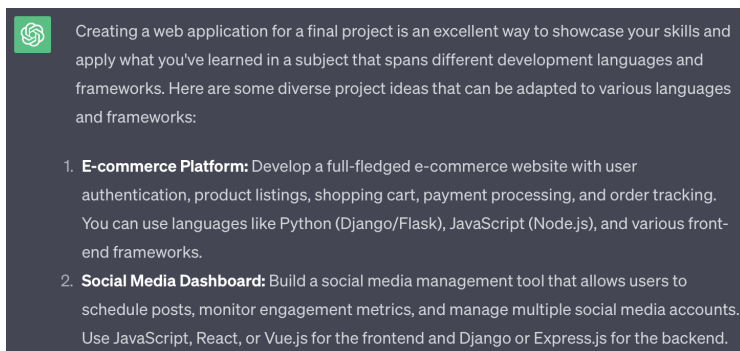 Creating a web application for a final project is an excellent way to showcase your skills and
apply what you've learned in a subject that spans different development languages and
frameworks. Here are some diverse project ideas that can be adapted to various languages
and frameworks:
1. E-commerce Platform: Develop a full-fledged e-commerce website with user
authentication, product listings, shopping cart, payment processing, and order tracking.
You can use languages like Python (Django/Flask), JavaScript (Node.js), and various front-
end frameworks.
2. Social Media Dashboard: Build a social media management tool that allows users to
schedule posts, monitor engagement metrics, and manage multiple social media accounts.
Use JavaScript, React, or Vue.js for the frontend and Django or Express.js for the backend.